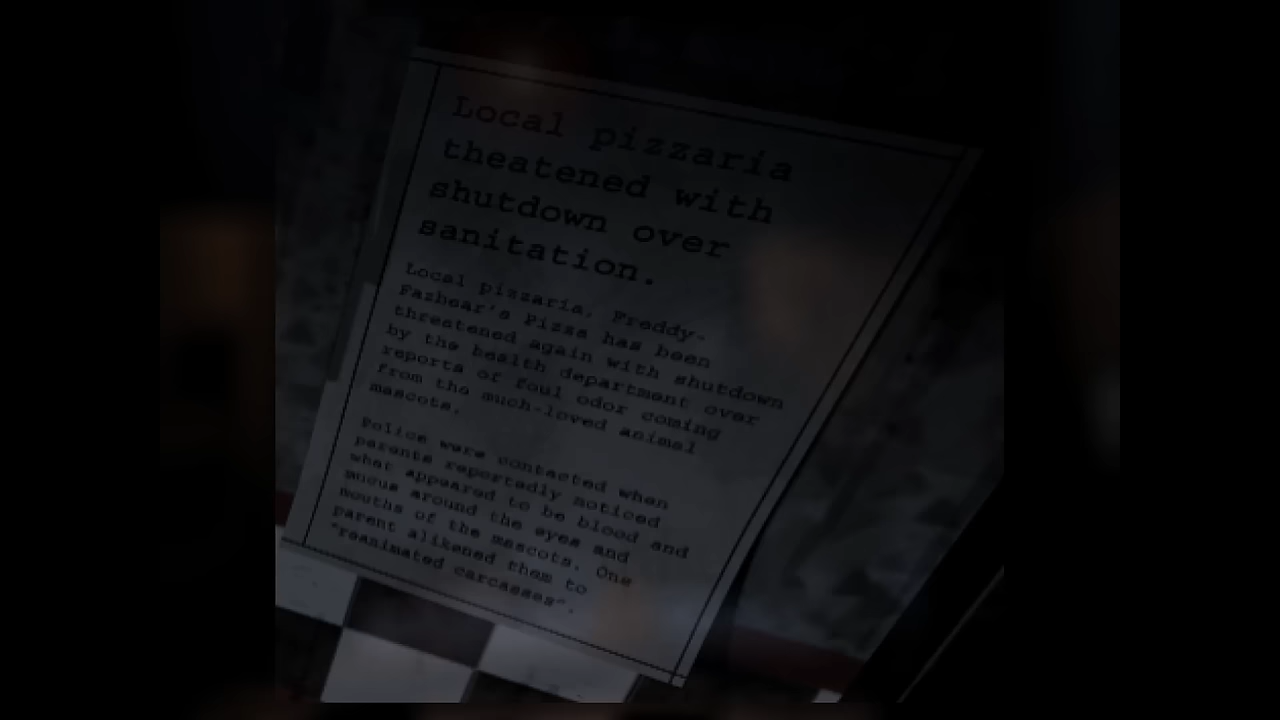 Local pizzaria
theatened with
shutdown over
sanitation.
Local pizzaria, Freddy-
Fazbear's Pizza has been
threatened again with shutdown
by the health department over
reports of foul odor coming
from the much-loved animal
mascots.
Police were contacted when
parents reportedly noticed
what appeared to be blood and
mucus around the eyes and
mouths of the mascots. One
parent alikened them to
"reanimated carcasses".